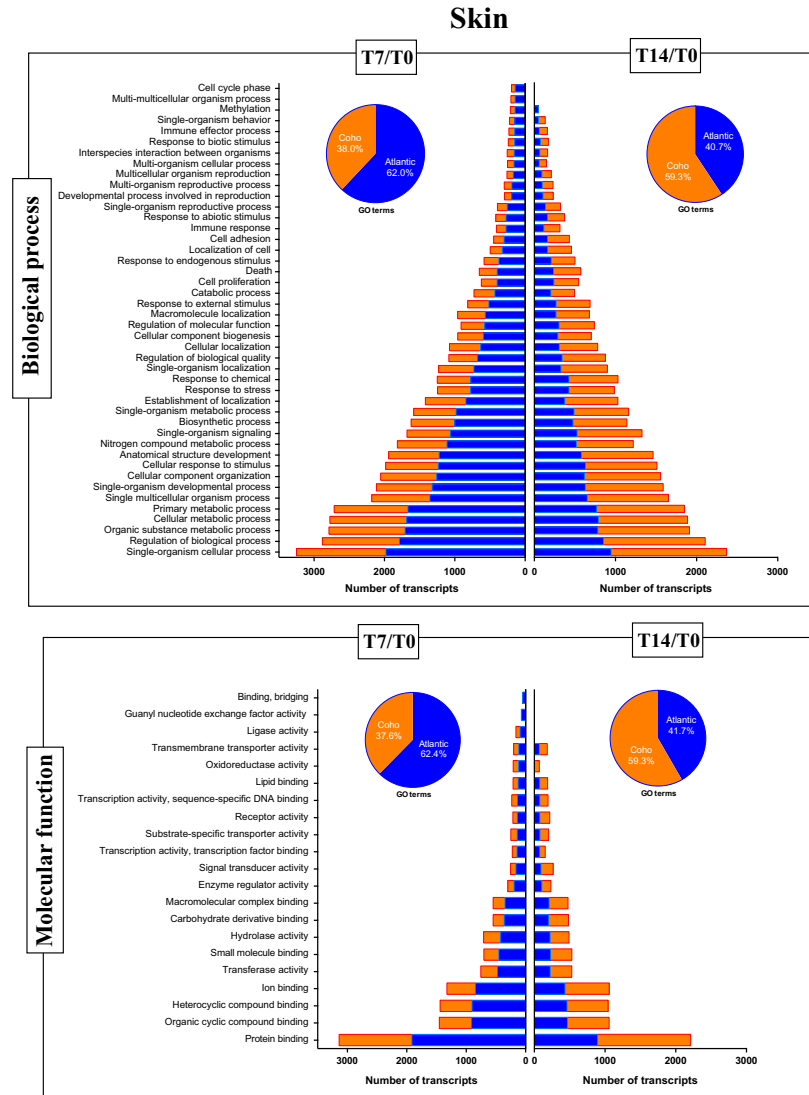 Skin
T7/T0
T14/T0
Biological process
Cell cycle phase
Multi-multicellular organism process
Methylation
Single-organism behavior
Immune effector process
Response to biotic stimulus
Interspecies interaction between organisms
Multi-organism cellular process
Multicellular organism reproduction
Multi-organism reproductive process
Developmental process involved in reproduction
Single-organism reproductive process
Response to abiotic stimulus
Immune response
Cell adhesion
Localization of cell
Response to endogenous stimulus
Death
Cell proliferation
Catabolic process
Response to external stimulus
Macromolecule localization
Regulation of molecular function
Cellular component biogenesis
Cellular localization
Regulation of biological quality
Single-organism localization
Response to chemical
Response to stress
Establishment of localization
Single-organism metabolic process
Biosynthetic process
Single-organism signaling
Nitrogen compound metabolic process
Anatomical structure development
Cellular response to stimulus
Cellular component organization
Single-organism developmental process
Single multicellular organism process
Primary metabolic process
Cellular metabolic process
Organic substance metabolic process
Regulation of biological process
Single-organism cellular process
Coho
38.0%
Atlantic
62.0%
GO terms
Coho
59.3%
Atlantic
40.7%
GO terms
3000 2000 1000 0
0 1000 2000 3000
Number of transcripts
Number of transcripts
T7/T0
T14/T0
Molecular function
Binding, bridging
Guanyl nucleotide exchange factor activity
Ligase activity
Transmembrane transporter activity
Oxidoreductase activity
Lipid binding
Transcription activity, sequence-specific DNA binding
Receptor activity
Substrate-specific transporter activity
Transcription activity, transcription factor binding
Signal transducer activity
Enzyme regulator activity
Macromolecular complex binding
Carbohydrate derivative binding
Hydrolase activity
Small molecule binding
Transferase activity
Ion binding
Heterocyclic compound binding
Organic cyclic compound binding
Protein binding
Coho
37.6%
Atlantic
62.4%
GO terms
Coho
59.3%
Atlantic
41.7%
GO terms
3000 2000 1000 0
0 1000 2000 3000
Number of transcripts
Number of transcripts